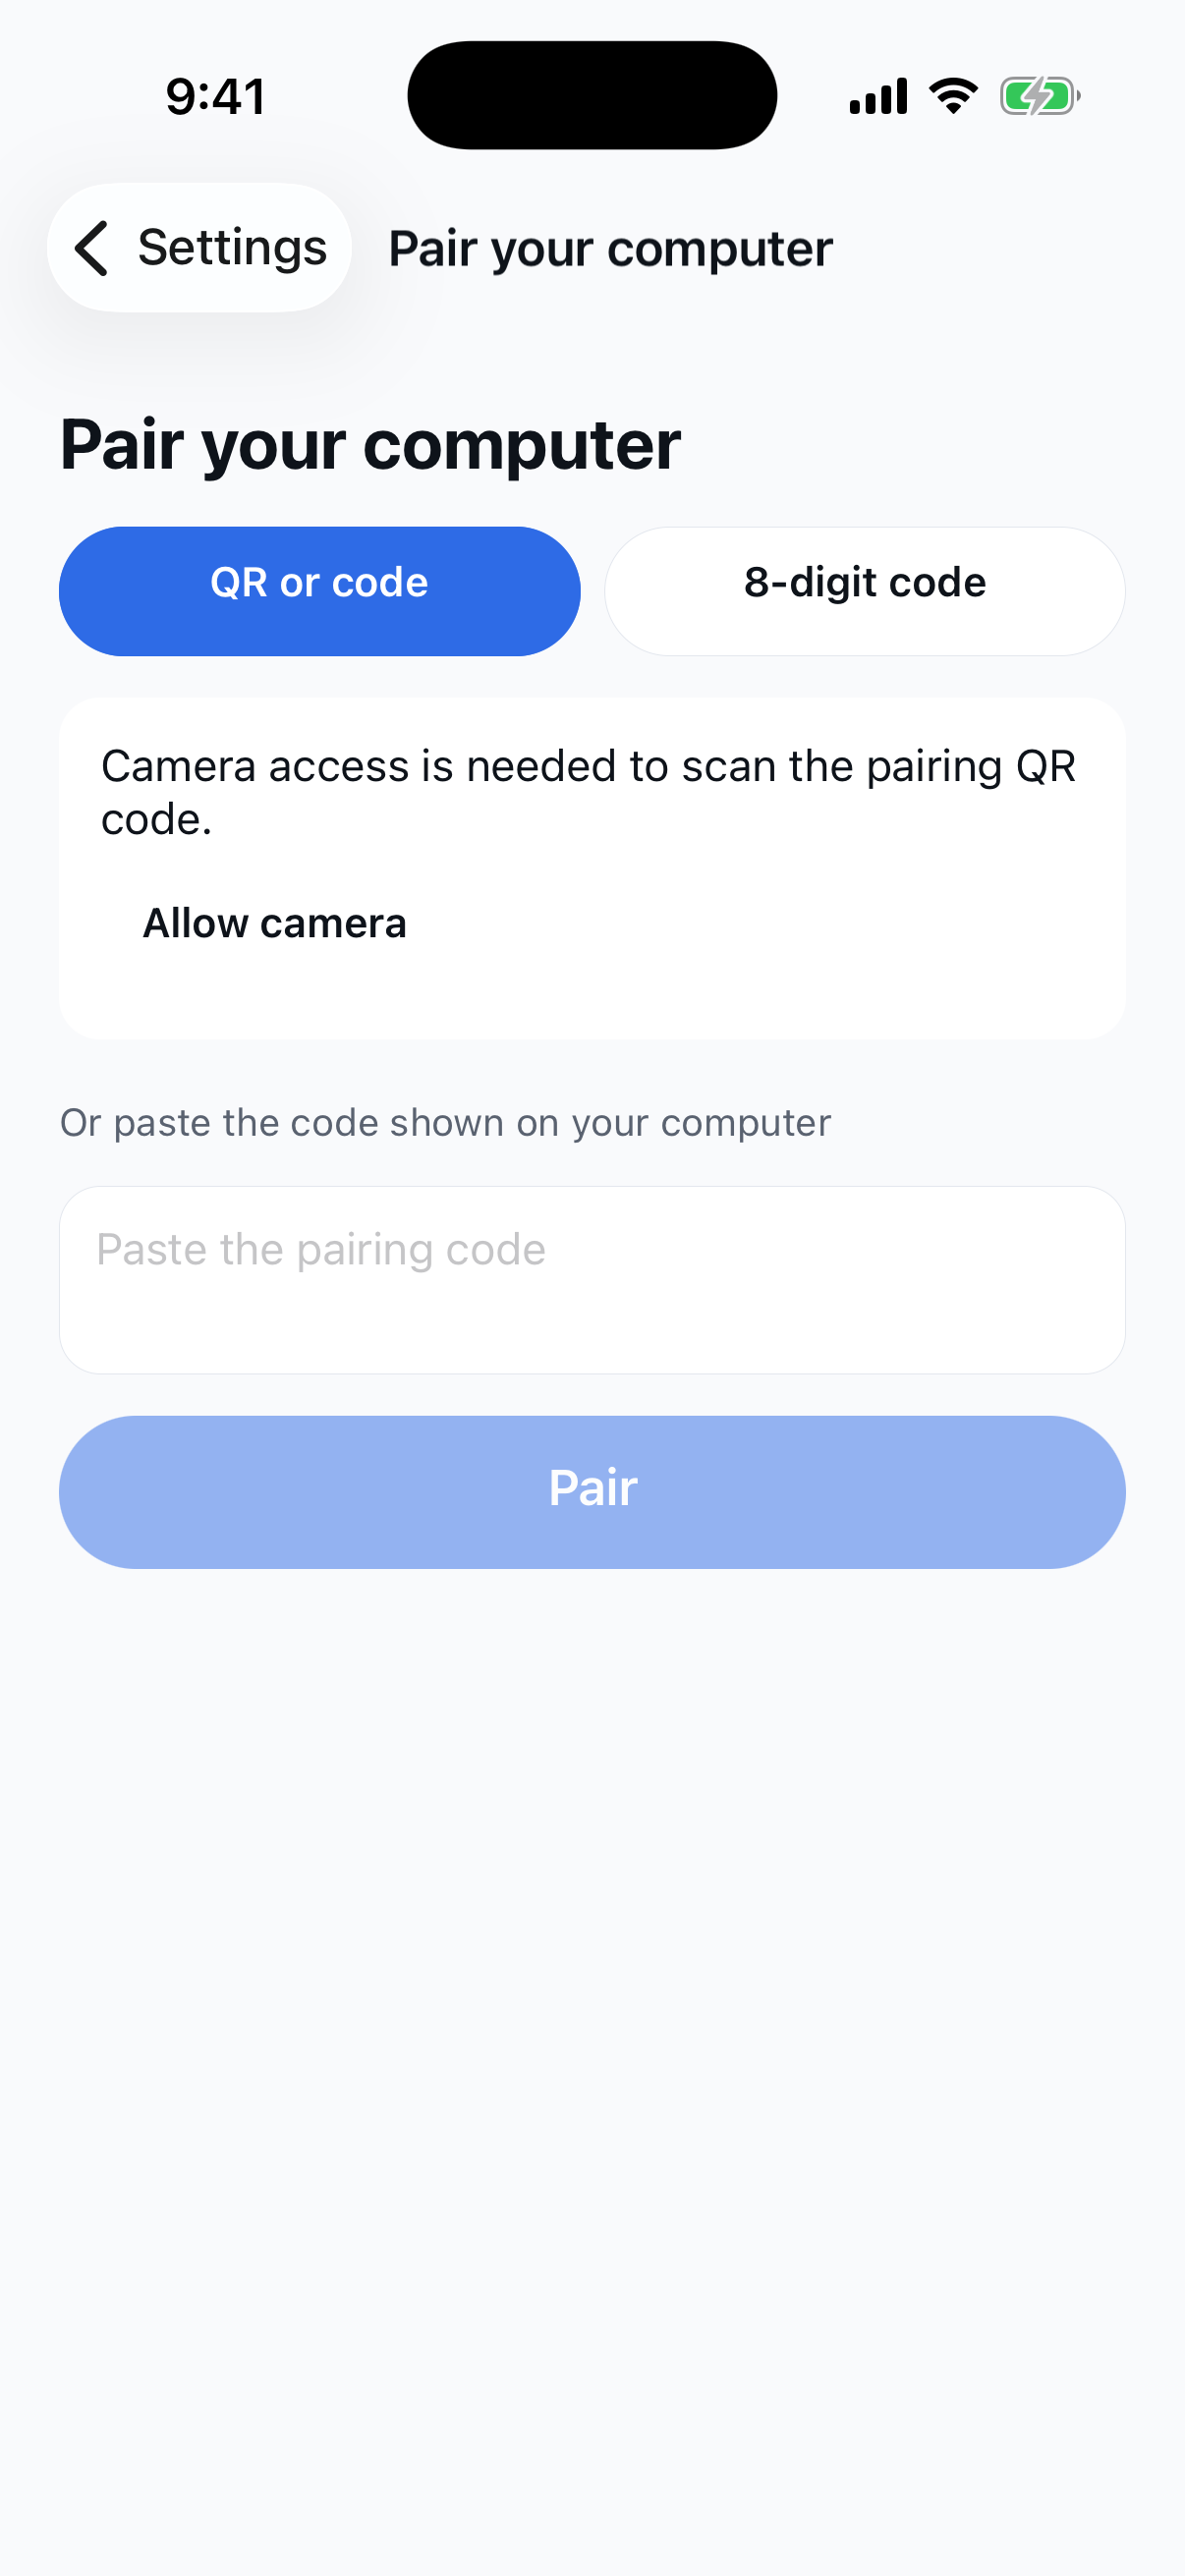 9:41
Settings
Pair your computer
Pair your computer
QR or code
8-digit code
Camera access is needed to scan the pairing QR
code.
Allow camera
Or paste the code shown on your computer
Paste the pairing code
Pair